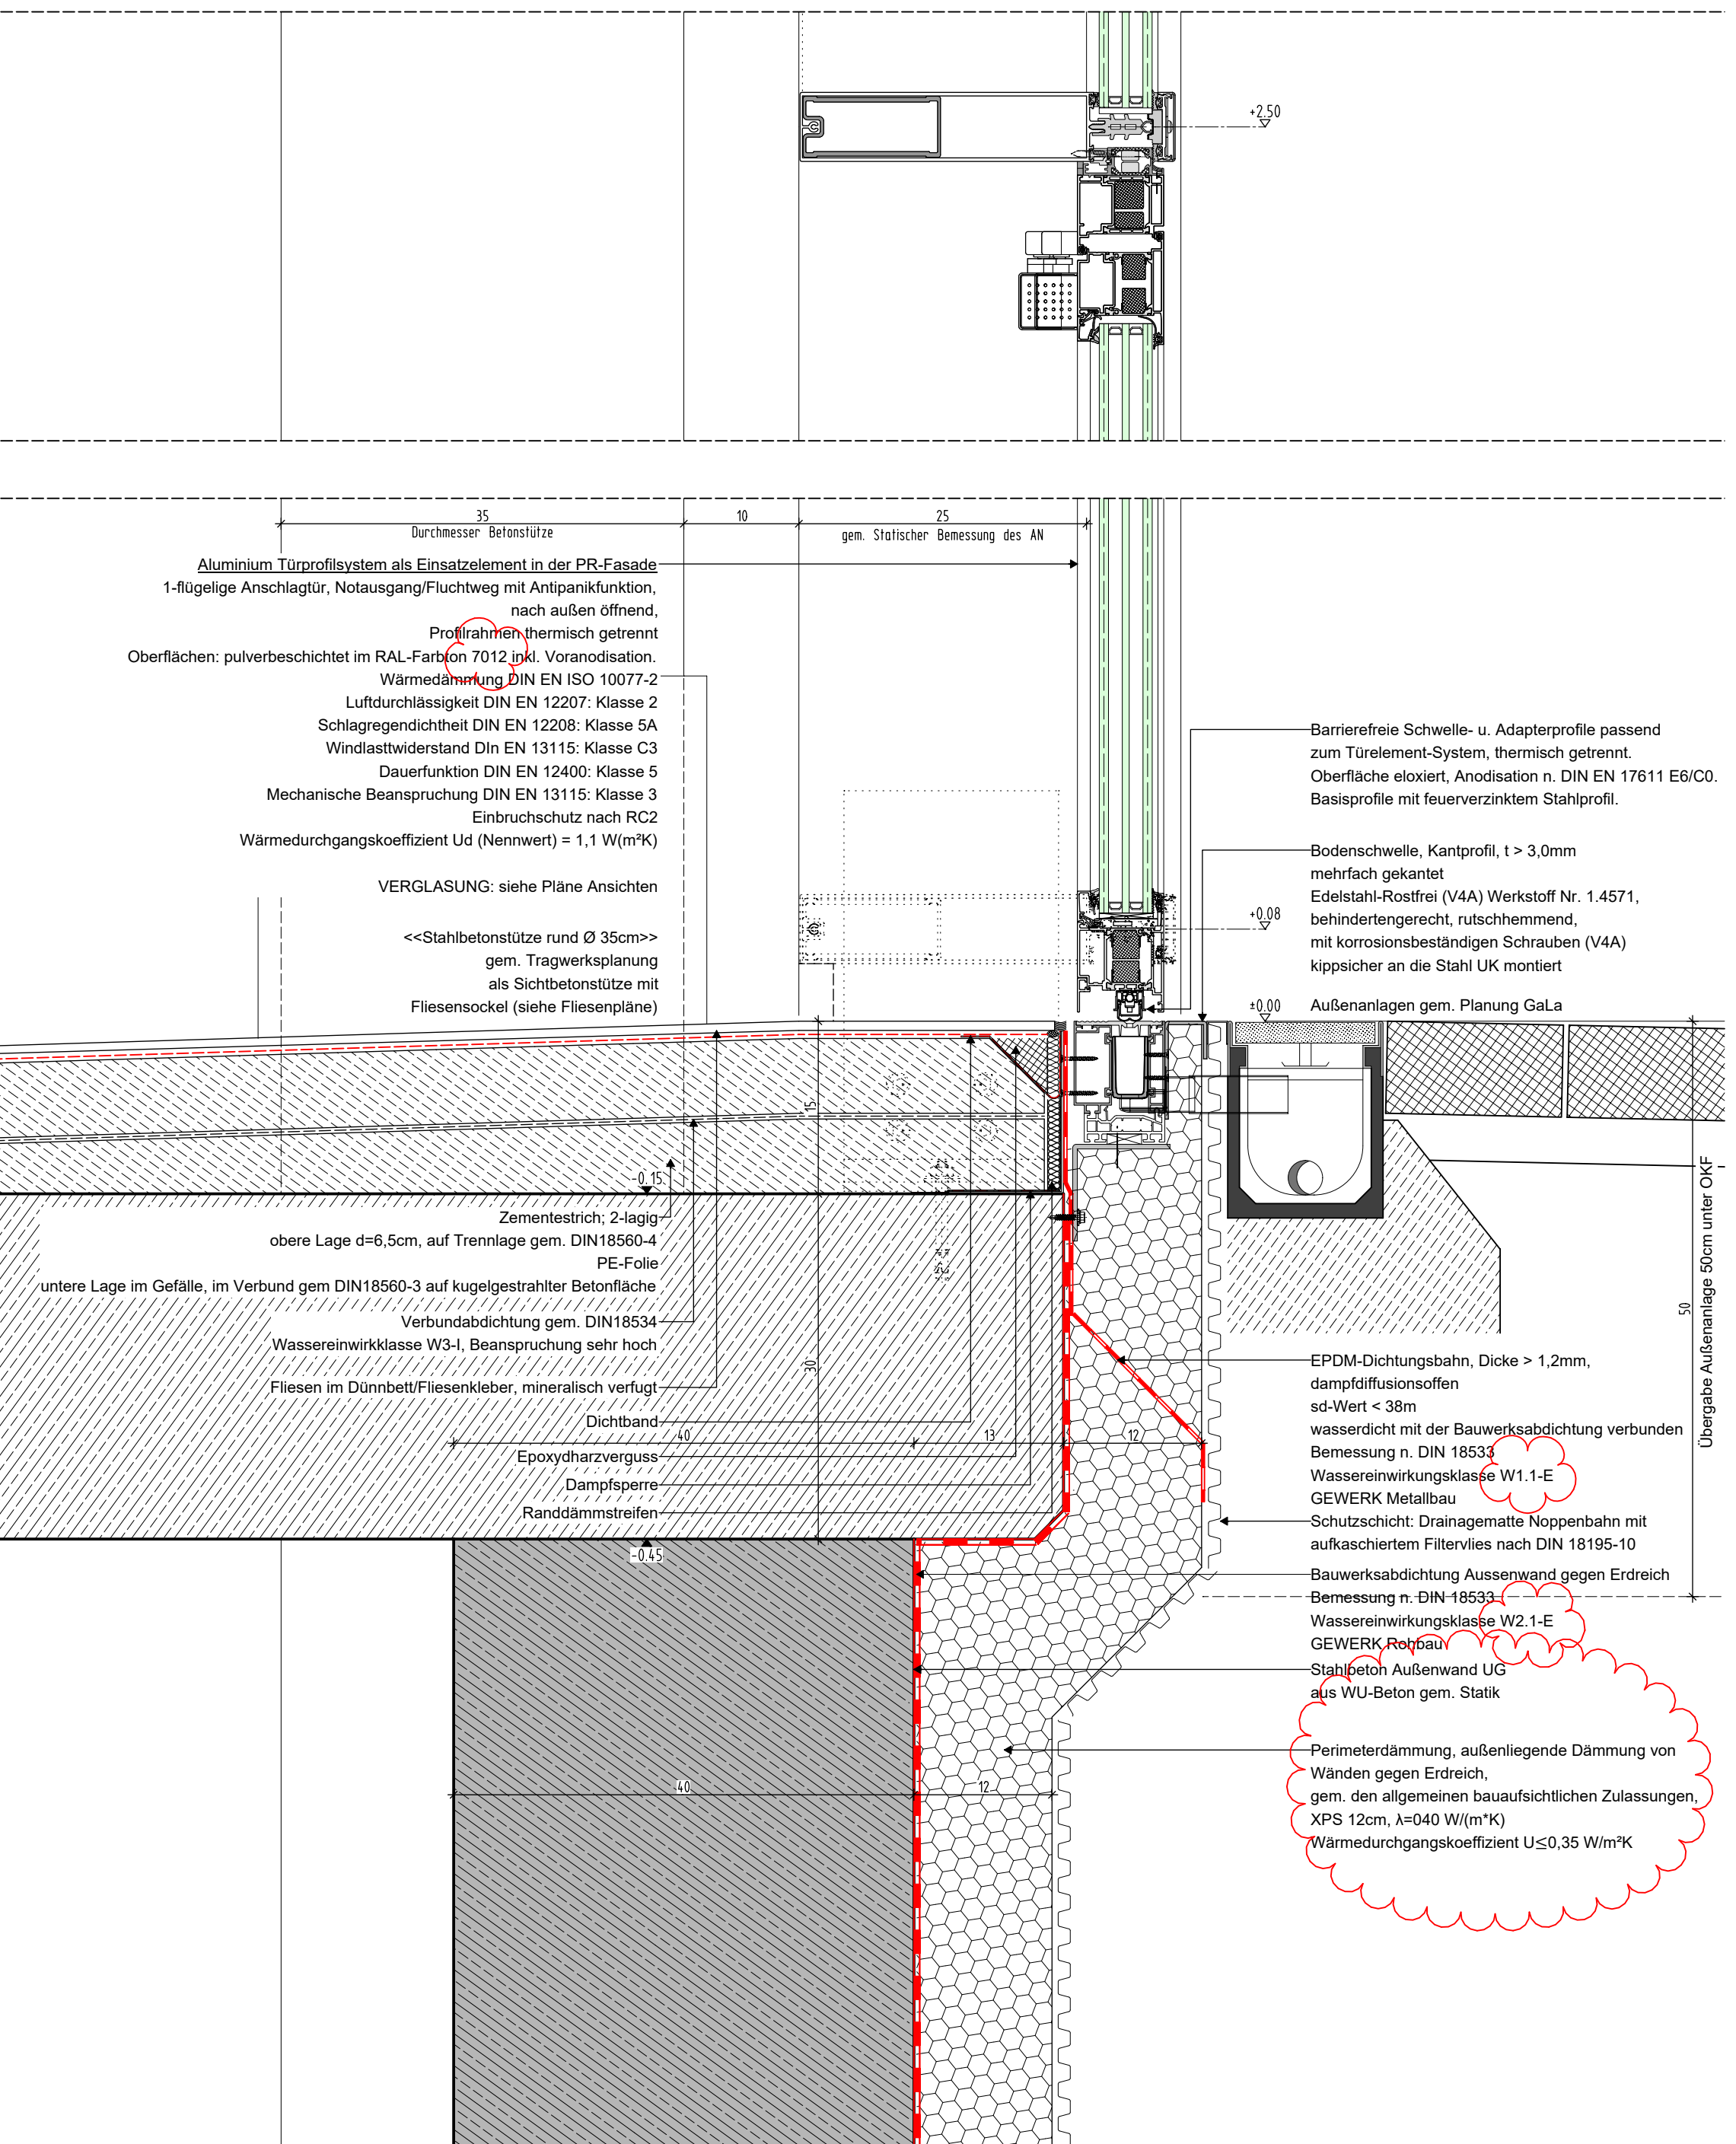 +2.50
35
Durchmesser Betonstütze
10
25
gem. Statischer Bemessung des AN
Aluminium Türprofilsystem als Einsatzelement in der PR-Fasade
1-flügelige Anschlagtür, Notausgang/Fluchtweg mit Antipanikfunktion,
nach außen öffnend,
Profilrahmen thermisch getrennt
Oberflächen: pulverbeschichtet im RAL-Farbton 7012 inkl. Voranodisation.
Wärmedämmung DIN EN ISO 10077-2
Luftdurchlässigkeit DIN EN 12207: Klasse 2
Schlagregendichtheit DIN EN 12208: Klasse 5A
Windlasttwiderstand DIn EN 13115: Klasse C3
Dauerfunktion DIN EN 12400: Klasse 5
Mechanische Beanspruchung DIN EN 13115: Klasse 3
Einbruchschutz nach RC2
Wärmedurchgangskoeffizient Ud (Nennwert) = 1,1 W(m²K)
VERGLASUNG: siehe Pläne Ansichten
<<Stahlbetonstütze rund Ø 35cm>>
gem. Tragwerksplanung
als Sichtbetonstütze mit
Fliesensockel (siehe Fliesenpläne)
Barrierefreie Schwelle- u. Adapterprofile passend
zum Türelement-System, thermisch getrennt.
Oberfläche eloxiert, Anodisation n. DIN EN 17611 E6/C0.
Basisprofile mit feuerverzinktem Stahlprofil.
Bodenschwelle, Kantprofil, t > 3,0mm
mehrfach gekantet
Edelstahl-Rostfrei (V4A) Werkstoff Nr. 1.4571,
behindertengerecht, rutschhemmend,
mit korrosionsbeständigen Schrauben (V4A)
kippsicher an die Stahl UK montiert
+0.08
±0.00
Außenanlagen gem. Planung GaLa
15
-0.15
Zementestrich; 2-lagig
obere Lage d=6,5cm, auf Trennlage gem. DIN18560-4
PE-Folie
untere Lage im Gefälle, im Verbund gem DIN18560-3 auf kugelgestrahlter Betonfläche
Verbundabdichtung gem. DIN18534
Wassereinwirkklasse W3-I, Beanspruchung sehr hoch
Fliesen im Dünnbett/Fliesenkleber, mineralisch verfugt
Dichtband
Epoxydharzverguss
Dampfsperre
Randdämmstreifen
30
40
13
12
-0.45
50
Übergabe Außenanlage 50cm unter OKF
EPDM-Dichtungsbahn, Dicke > 1,2mm,
dampfdiffusionsoffen
sd-Wert < 38m
wasserdicht mit der Bauwerksabdichtung verbunden
Bemessung n. DIN 18533
Wassereinwirkungsklasse W1.1-E
GEWERK Metallbau
Schutzschicht: Drainagematte Noppenbahn mit
aufkaschiertem Filtervlies nach DIN 18195-10
Bauwerksabdichtung Aussenwand gegen Erdreich
Bemessung n. DIN 18533
Wassereinwirkungsklasse W2.1-E
GEWERK Rohbau
Stahlbeton Außenwand UG
aus WU-Beton gem. Statik
Perimeterdämmung, außenliegende Dämmung von
Wänden gegen Erdreich,
gem. den allgemeinen bauaufsichtlichen Zulassungen,
XPS 12cm, λ=040 W/(m*K)
Wärmedurchgangskoeffizient U≤0,35 W/m²K
40
12